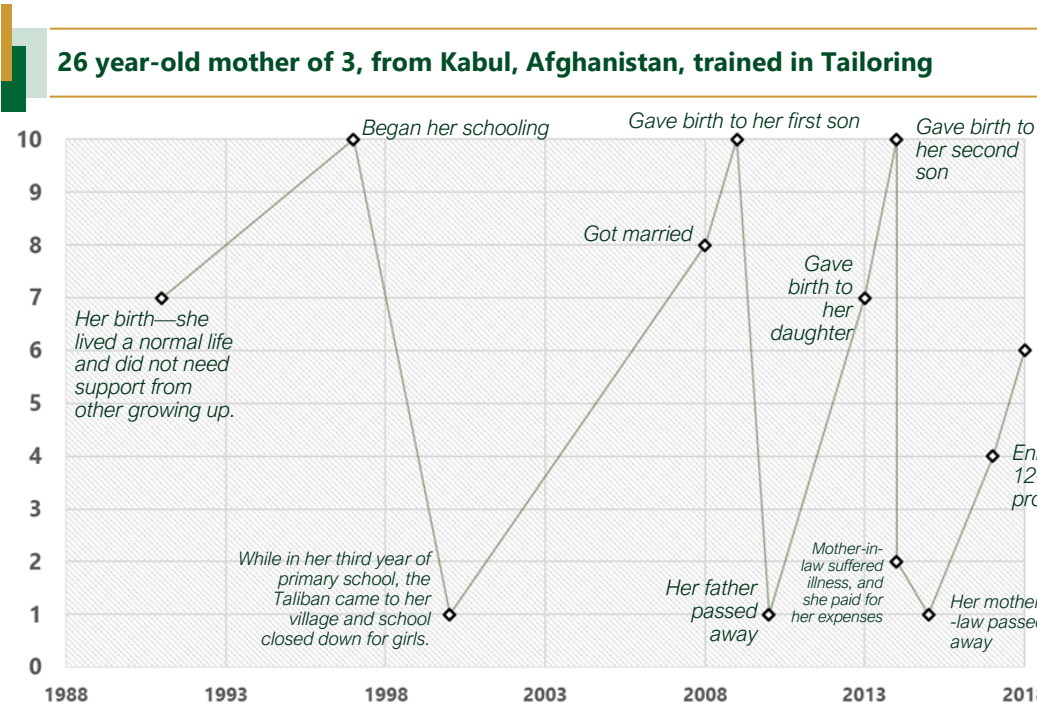 26 year-old mother of 3, from Kabul, Afghanistan, trained in Tailoring
10
9
8
7
6
5
4
3
2
1
0
Began her schooling
Gave birth to her first son
Gave birth to
her second
son
Got married
Gave
birth to
her
daughter
Her birth—she
lived a normal life
and did not need
support from
other growing up.
While in her third year of
primary school, the
Taliban came to her
village and school
closed down for girls.
Her father
passed
away
Mother-in-
law suffered
illness, and
she paid for
her expenses
Her mother
-law passed
away
1988
1993
1998
2003
2008
2013
2018